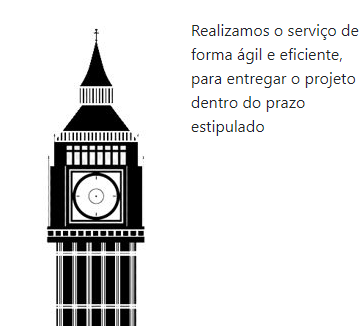 Realizamos o serviço de
forma ágil e eficiente,
para entregar o projeto
dentro do prazo
estipulado